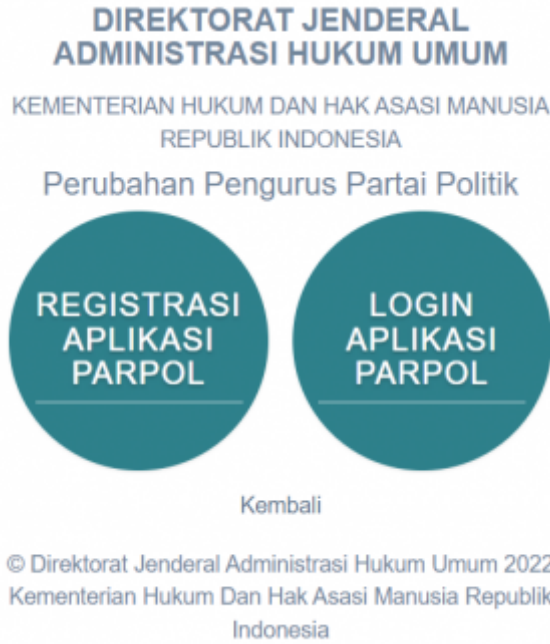 DIREKTORAT JENDERAL
ADMINISTRASI HUKUM UMUM
KEMENTERIAN HUKUM DAN HAK ASASI MANUSIA
REPUBLIK INDONESIA
Perubahan Pengurus Partai Politik
REGISTRASI
APLIKASI
PARPOL
LOGIN
APLIKASI
PARPOL
Kembali
© Direktorat Jenderal Administrasi Hukum Umum 2022
Kementerian Hukum Dan Hak Asasi Manusia Republik
Indonesia